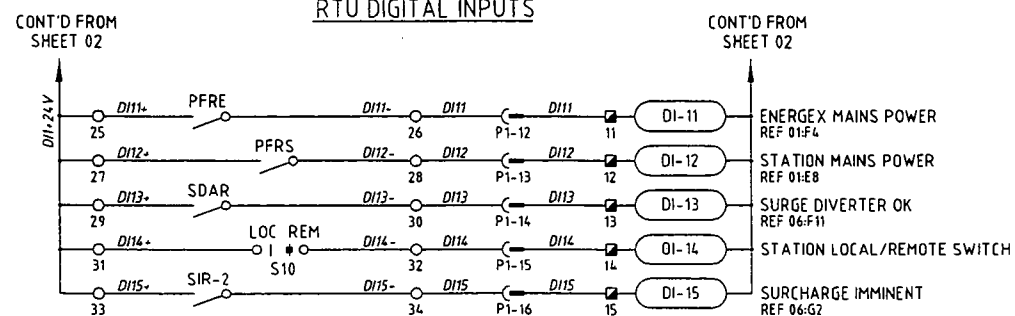 RTU DIGITAL INPUTS
CONT'D FROM
SHEET 02
CONT'D FROM
SHEET 02
DI1+24V
DI11+ PFRE DI11- DI11 DI11 DI-11 ENERGEX MAINS POWER
25 26 P1-12 11 REF 01:F4
DI12+ PFRS DI12- DI12 DI12 DI-12 STATION MAINS POWER
27 28 P1-13 12 REF 01:E8
DI13+ SDAR DI13- DI13 DI13 DI-13 SURGE DIVERTER OK
29 30 P1-14 13 REF 06:F11
DI14+ LOC REM DI14- DI14 DI14 DI-14 STATION LOCAL/REMOTE SWITCH
31 S10 32 P1-15 14
DI15+ SIR-2 DI15- DI15 DI15 DI-15 SURCHARGE IMMINENT
33 34 P1-16 15 REF 06:G2